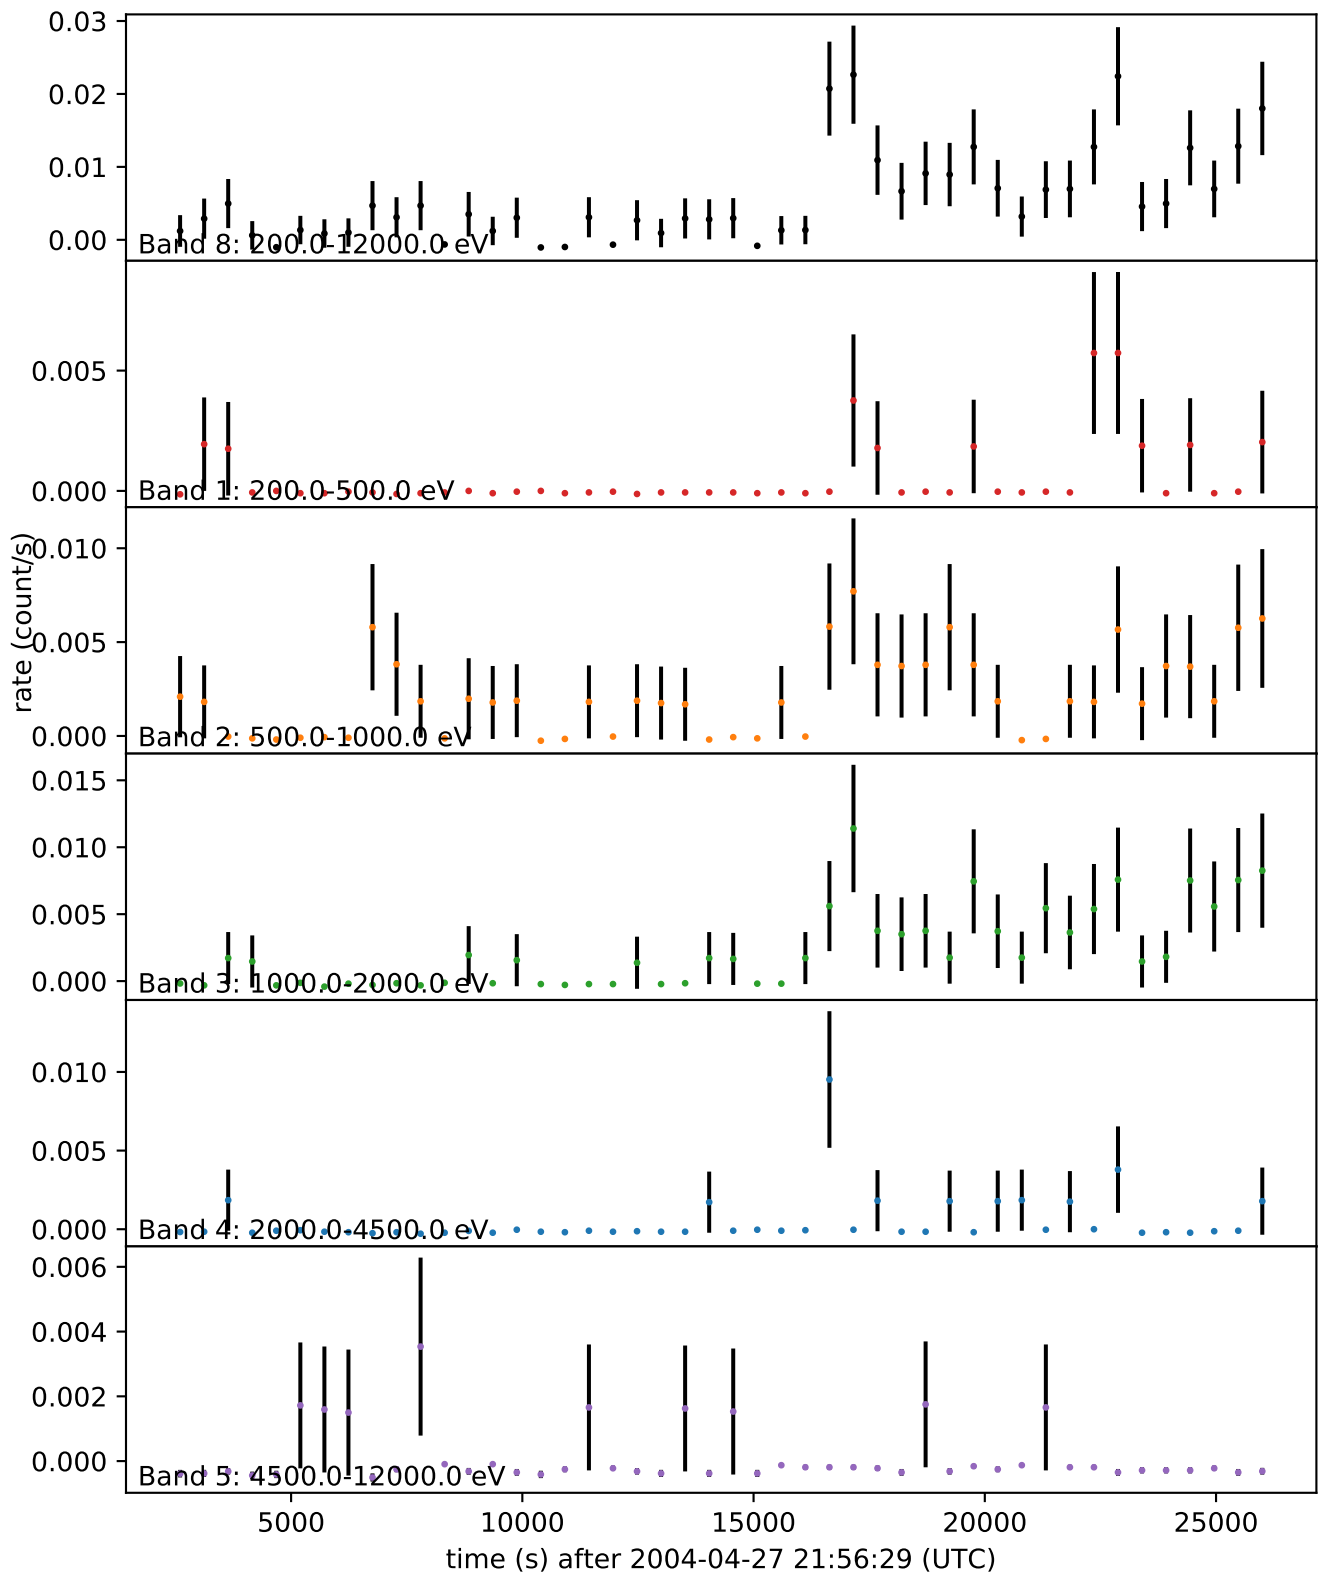 0.03
0.02
0.01
0.00
Band 8: 200.0-12000.0 eV
0.005
0.000
Band 1: 200.0-500.0 eV
rate (count/s)
0.010
0.005
0.000
Band 2: 500.0-1000.0 eV
0.015
0.010
0.005
0.000
Band 3: 1000.0-2000.0 eV
0.010
0.005
0.000
Band 4: 2000.0-4500.0 eV
0.006
0.004
0.002
0.000
Band 5: 4500.0-12000.0 eV
5000 10000 15000 20000 25000
time (s) after 2004-04-27 21:56:29 (UTC)